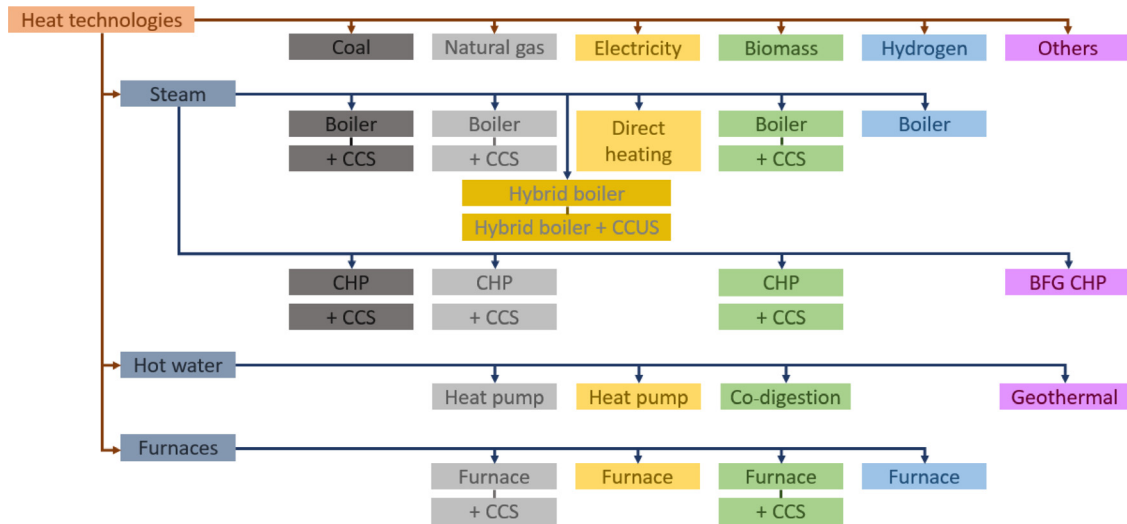 Heat technologies
Coal
Natural gas
Electricity
Biomass
Hydrogen
Others
Steam
Boiler
Boiler
Direct
heating
Boiler
Boiler
+ CCS
+ CCS
+ CCS
Hybrid boiler
Hybrid boiler + CCUS
CHP
CHP
CHP
BFG CHP
+ CCS
+ CCS
+ CCS
Hot water
Heat pump
Heat pump
Co-digestion
Geothermal
Furnaces
Furnace
Furnace
Furnace
Furnace
+ CCS
+ CCS